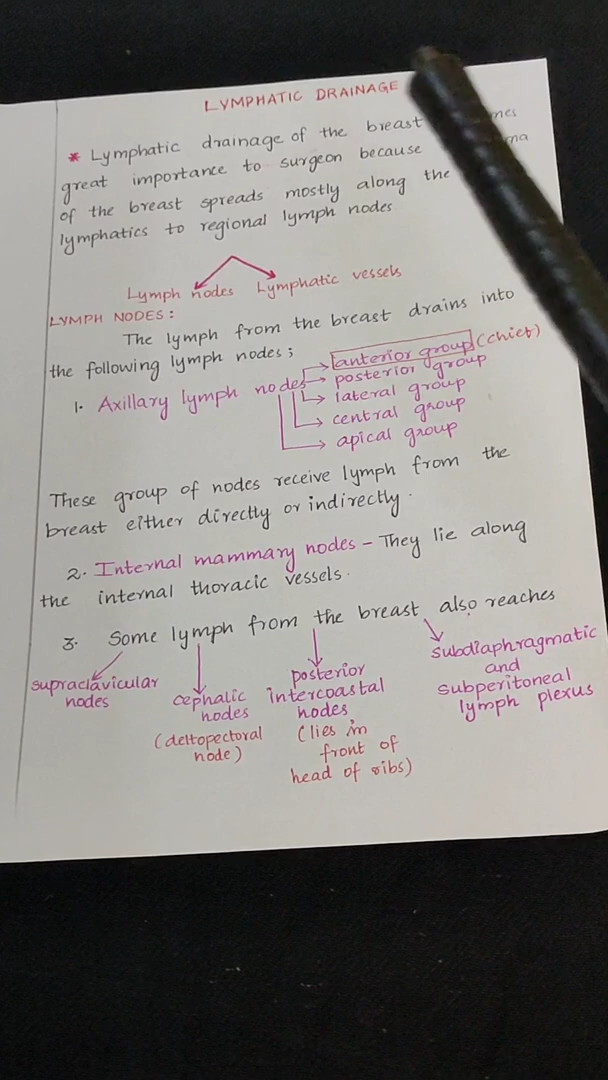 LYMPHATIC DRAINAGE
* Lymphatic drainage of the breast
great importance to surgeon because
of the breast spreads mostly along the
lymphatics to regional lymph nodes
Lymph nodes Lymphatic vessels
LYMPH NODES:
The lymph from the breast drains into
the following lymph nodes;
1. Axillary lymph nodes
anterior group (chief)
posterior group
lateral group
central group
apical group
These group of nodes receive lymph from the
breast either directly or indirectly.
2. Internal mammary nodes - They lie along
the internal thoracic vessels.
3. Some lymph from the breast also reaches
supraclavicular
nodes
cephalic
nodes
(deltopectoral
node)
posterior
intercoastal
nodes
(lies in
front of
head of ribs)
subdiaphragmatic
and
subperitoneal
lymph plexus